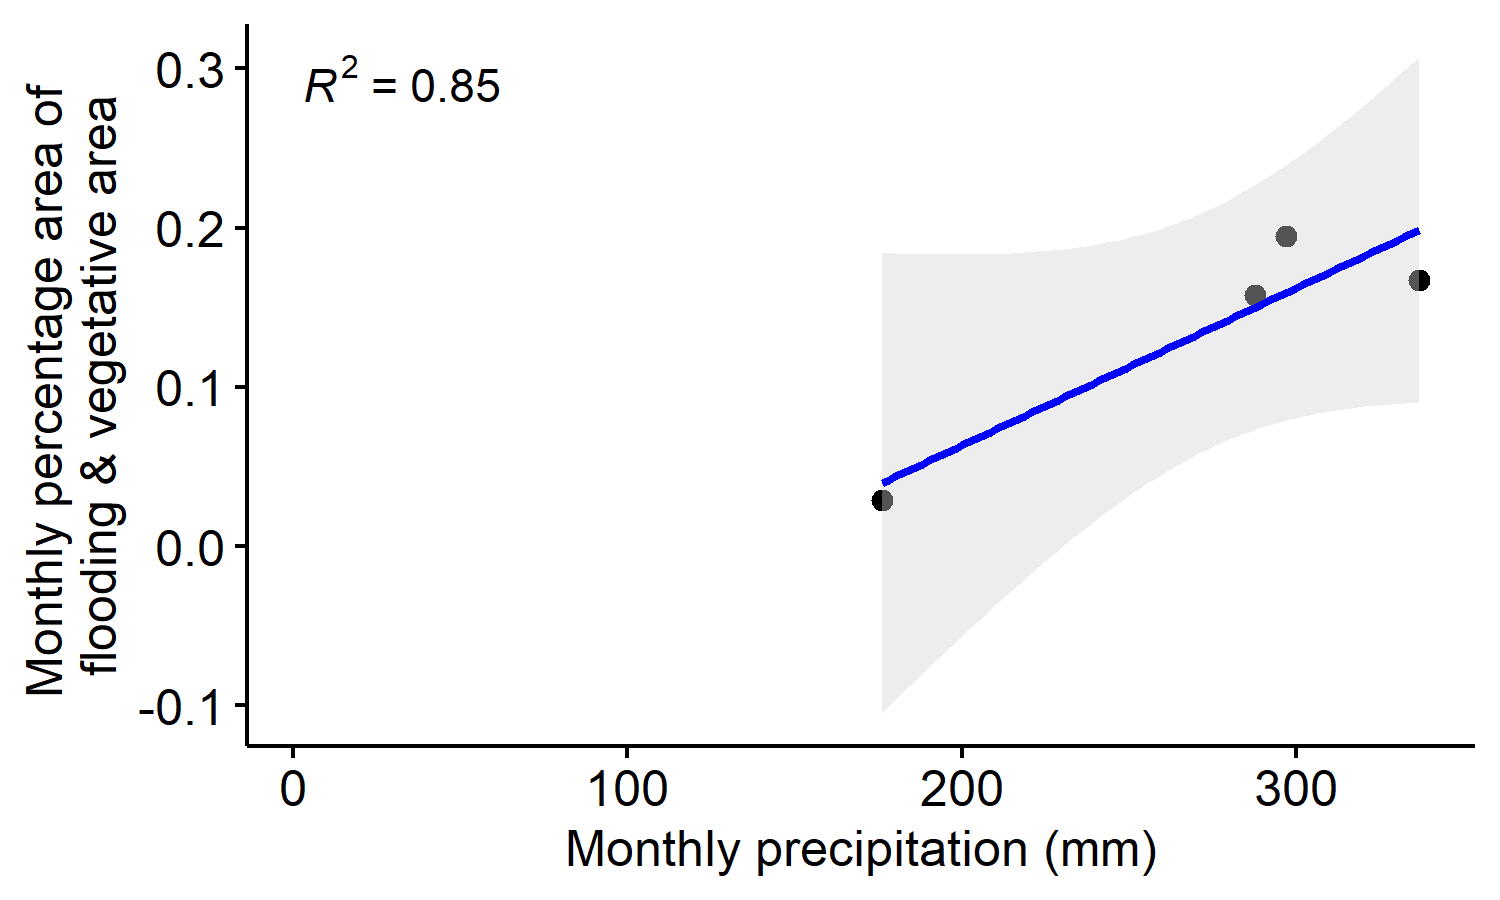 R² = 0.85
Monthly percentage area of
flooding & vegetative area
0.3
0.2
0.1
0.0
-0.1
0 100 200 300
Monthly precipitation (mm)